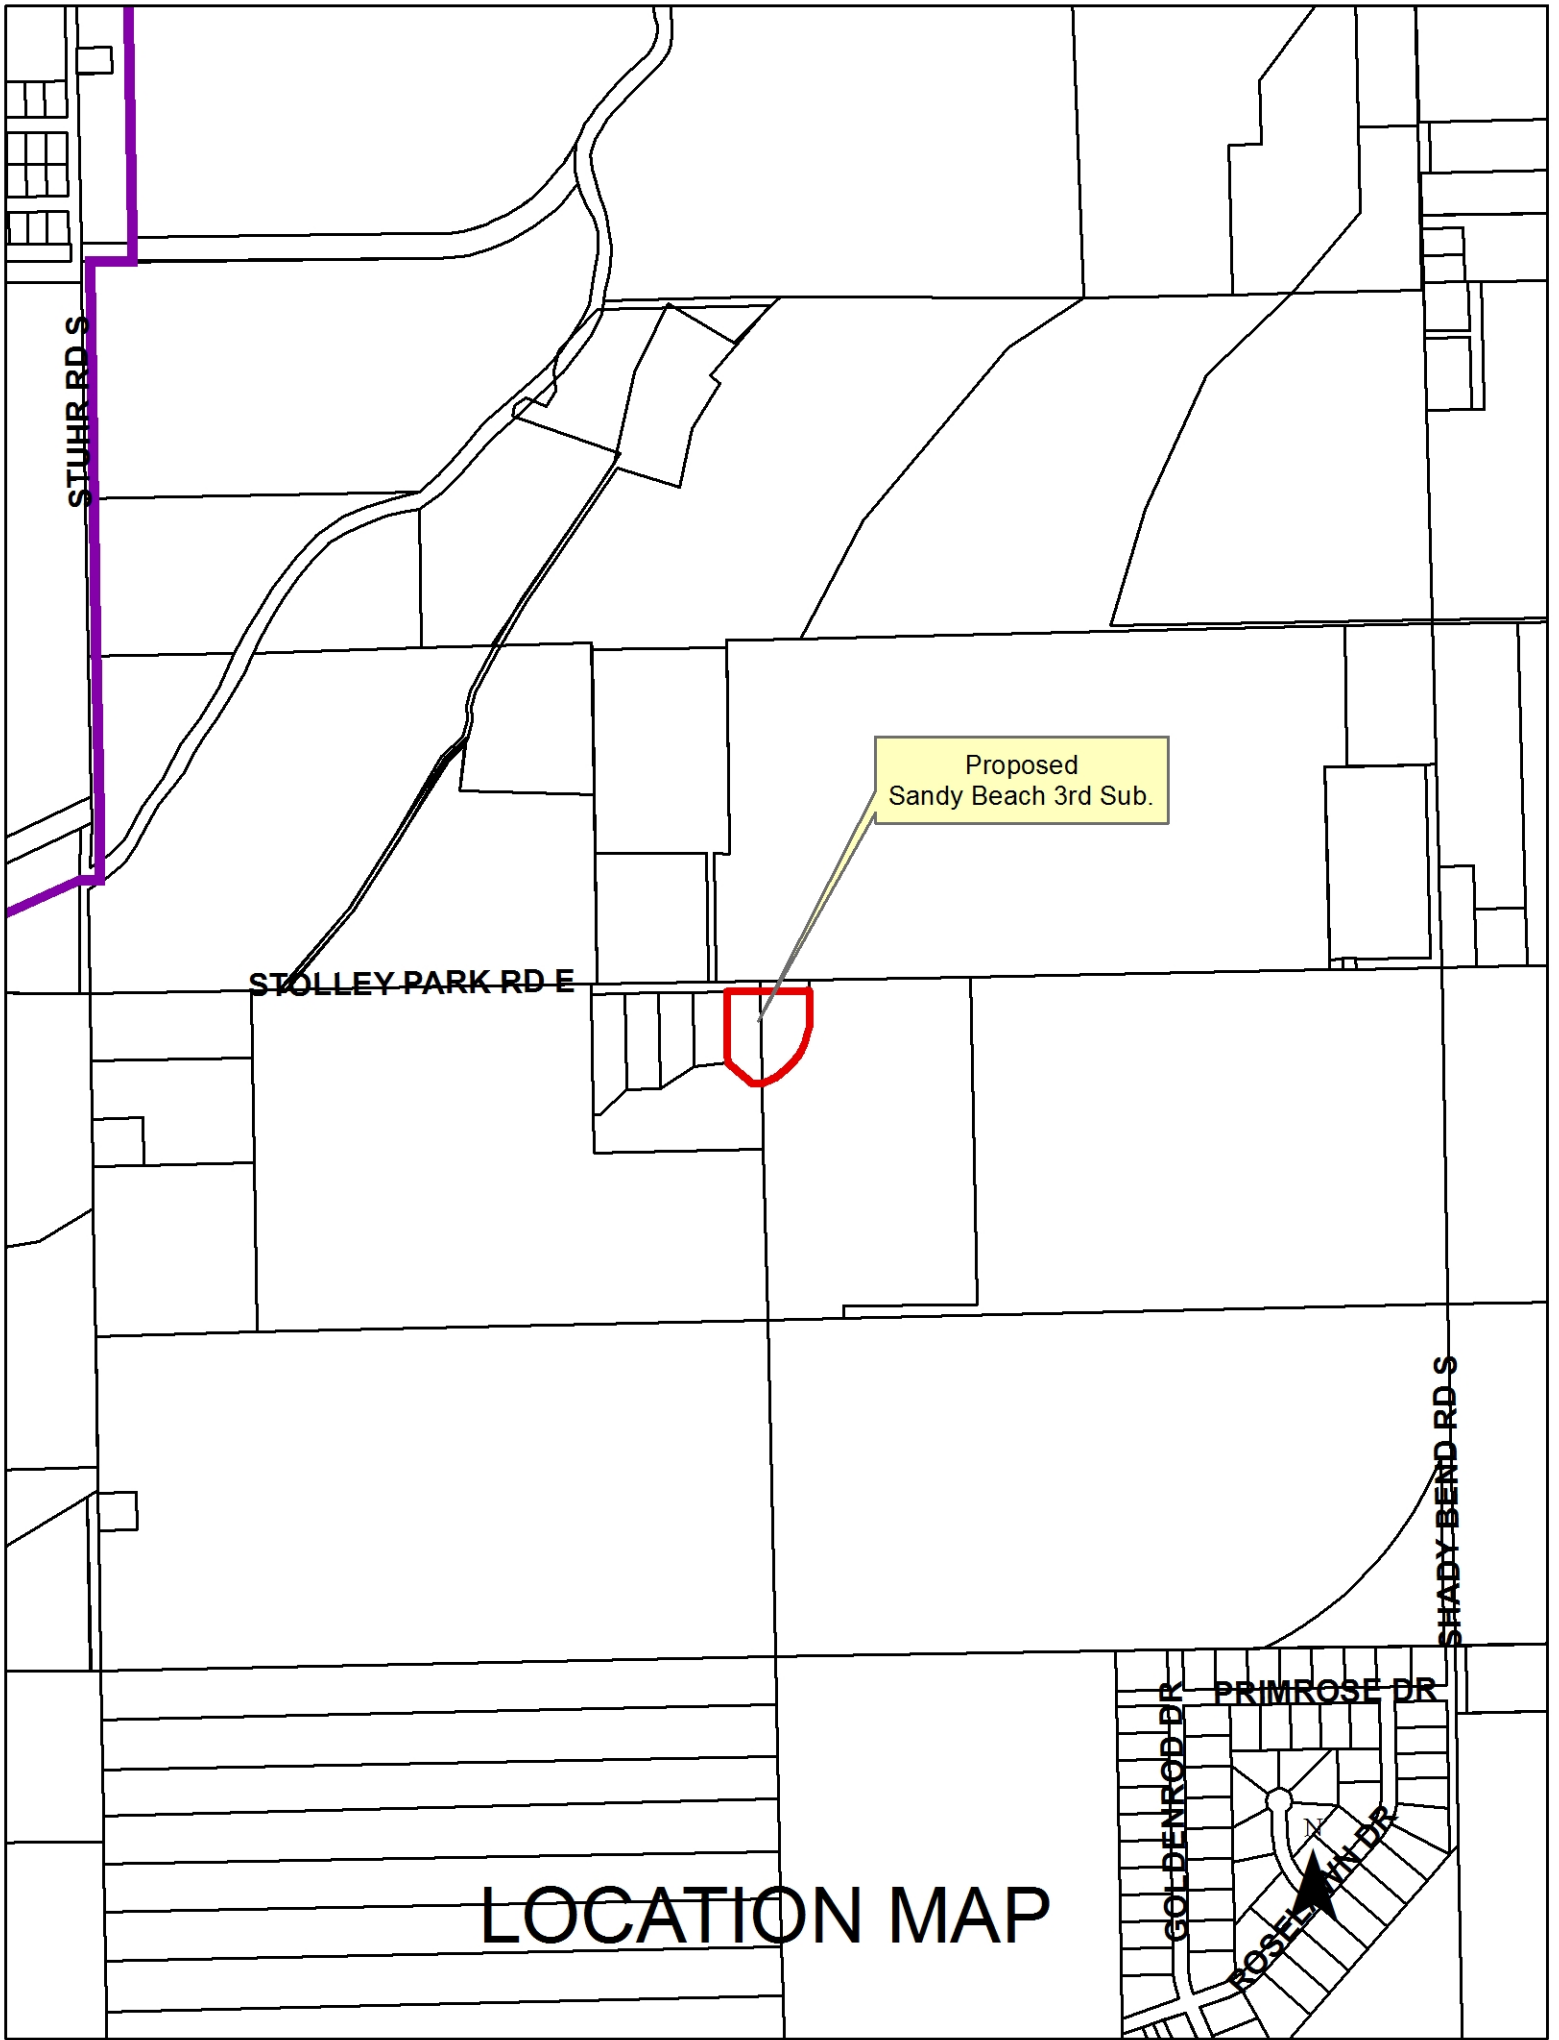 STUHR RD S
Proposed
Sandy Beach 3rd Sub.
STOLLEY PARK RD E
SHADY BEND RD S
PRIMROSE DR
GOLDENROD DR
N
ROSELAWN DR
LOCATION MAP